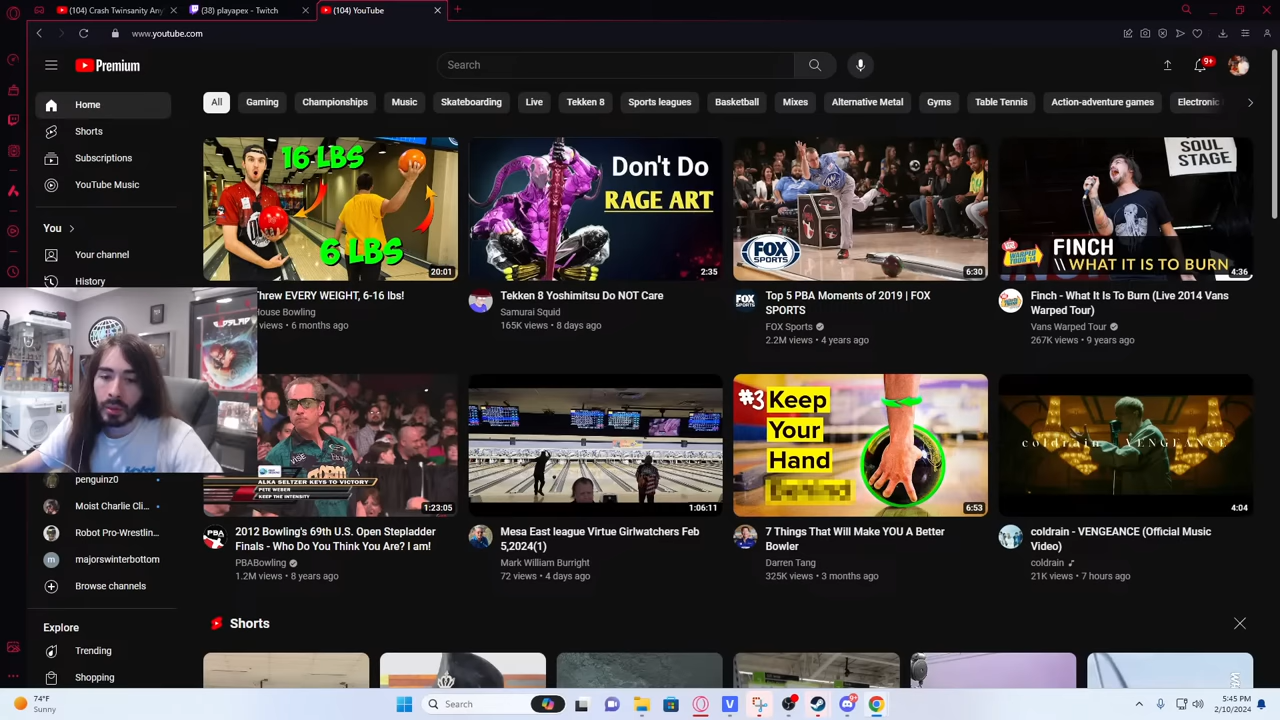 (104) Crash Twinsanity Any
(38) playapex - Twitch
(104) YouTube
www.youtube.com
Premium
Search
9+
Home
Shorts
Subscriptions
YouTube Music
You
Your channel
History
penguinz0
Moist Charlie Cli...
Robot Pro-Wrestlin...
majorswinterbottom
Browse channels
Explore
Trending
Shopping
All
Gaming
Championships
Music
Skateboarding
Live
Tekken 8
Sports leagues
Basketball
Mixes
Alternative Metal
Gyms
Table Tennis
Action-adventure games
Electronic
16 LBS
6 LBS
20:01
Threw EVERY WEIGHT, 6-16 lbs!
House Bowling
views • 6 months ago
Don't Do
RAGE ART
2:35
Tekken 8 Yoshimitsu Do NOT Care
Samurai Squid
165K views • 8 days ago
FOX
SPORTS
6:30
Top 5 PBA Moments of 2019 | FOX
SPORTS
FOX Sports
2.2M views • 4 years ago
SOUL
STAGE
FINCH
\\ WHAT IT IS TO BURN
4:36
Finch - What It Is To Burn (Live 2014 Vans
Warped Tour)
Vans Warped Tour
267K views • 9 years ago
STORM
ALKA SELTZER KEYS TO VICTORY
PETE WEBER
KEEP THE INTENSITY
1:23:05
2012 Bowling's 69th U.S. Open Stepladder
Finals - Who Do You Think You Are? I am!
PBABowling
1.2M views • 8 years ago
1:06:11
Mesa East league Virtue Girlwatchers Feb
5,2024(1)
Mark William Burright
72 views • 4 days ago
#3 Keep
Your
Hand
6:53
7 Things That Will Make YOU A Better
Bowler
Darren Tang
325K views • 3 months ago
coldrain VENGEANCE
4:04
coldrain - VENGEANCE (Official Music
Video)
coldrain
21K views • 7 hours ago
Shorts
74°F
Sunny
Search
5:45 PM
2/10/2024